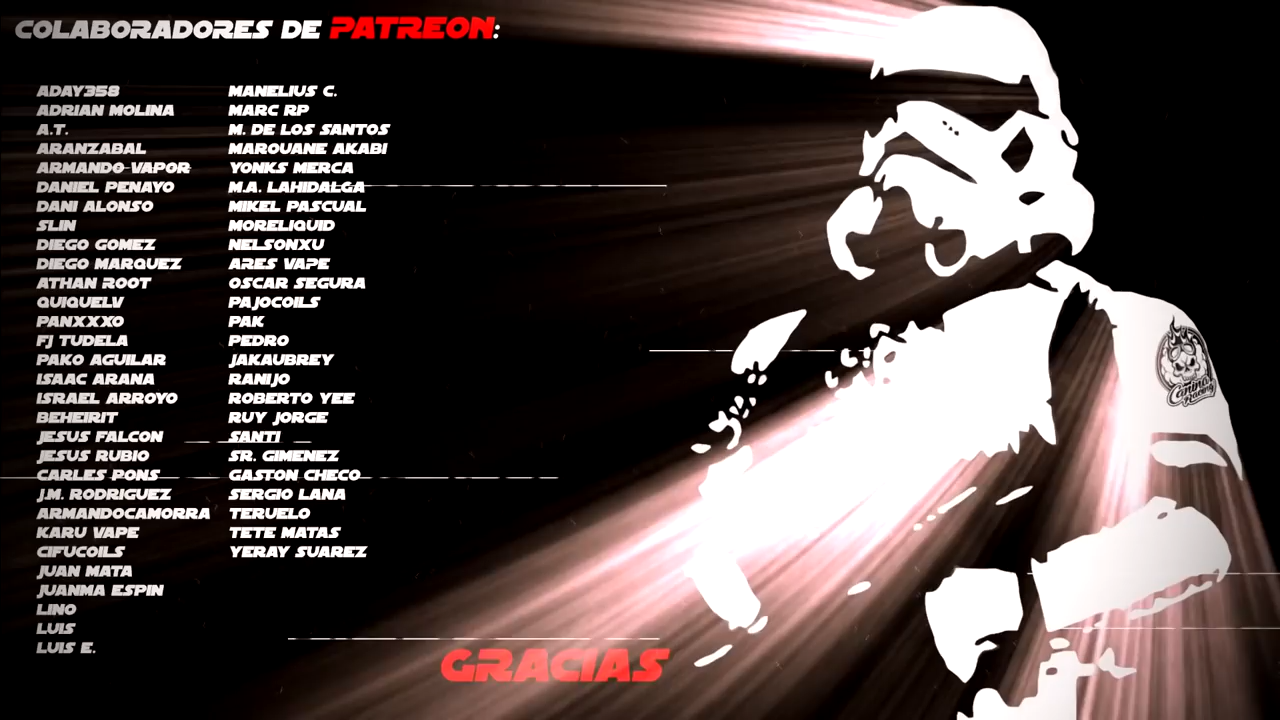 COLABORADORES DE PATREON:
ADAY358
ADRIAN MOLINA
A.T.
ARANZABAL
ARMANDO VAPOR
DANIEL PENAYO
DANI ALONSO
SLIN
DIEGO GOMEZ
DIEGO MARQUEZ
ATHAN ROOT
QUIQUELV
PANXXXO
FJ TUDELA
PAKO AGUILAR
ISAAC ARANA
ISRAEL ARROYO
BEHEIRIT
JESUS FALCON
JESUS RUBIO
CARLES PONS
J.M. RODRIGUEZ
ARMANDOCAMORRA
KARU VAPE
CIFUCOILS
JUAN MATA
JUANMA ESPIN
LINO
LUIS
LUIS E.
MANELIUS C.
MARC RP
M. DE LOS SANTOS
MAROUANE AKABI
YONKS MERCA
M.A. LAHIDALGA
MIKEL PASCUAL
MORELIQUID
NELSONXU
ARES VAPE
OSCAR SEGURA
PAJOCOILS
PAK
PEDRO
JAKAUBREY
RANIJO
ROBERTO YEE
RUY JORGE
SANTI
SR. GIMENEZ
GASTON CHECO
SERGIO LANA
TERUELO
TETE MATAS
YERAY SUAREZ
Canina
Racing
GRACIAS